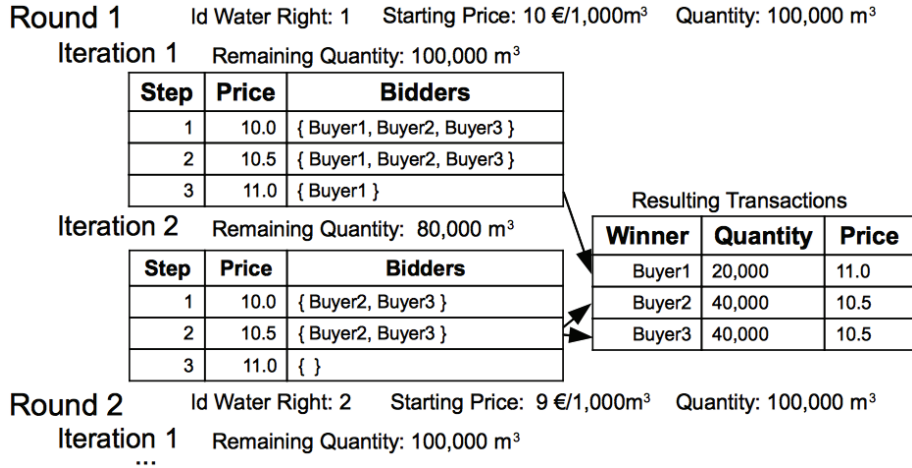 Round 1 Id Water Right: 1 Starting Price: 10 €/1,000m³ Quantity: 100,000 m³
Iteration 1 Remaining Quantity: 100,000 m³
Step Price Bidders
1 10.0 { Buyer1, Buyer2, Buyer3 }
2 10.5 { Buyer1, Buyer2, Buyer3 }
3 11.0 { Buyer1 }
Iteration 2 Remaining Quantity: 80,000 m³
Step Price Bidders
1 10.0 { Buyer2, Buyer3 }
2 10.5 { Buyer2, Buyer3 }
3 11.0 { }
Resulting Transactions
Winner Quantity Price
Buyer1 20,000 11.0
Buyer2 40,000 10.5
Buyer3 40,000 10.5
Round 2 Id Water Right: 2 Starting Price: 9 €/1,000m³ Quantity: 100,000 m³
Iteration 1 Remaining Quantity: 100,000 m³
...